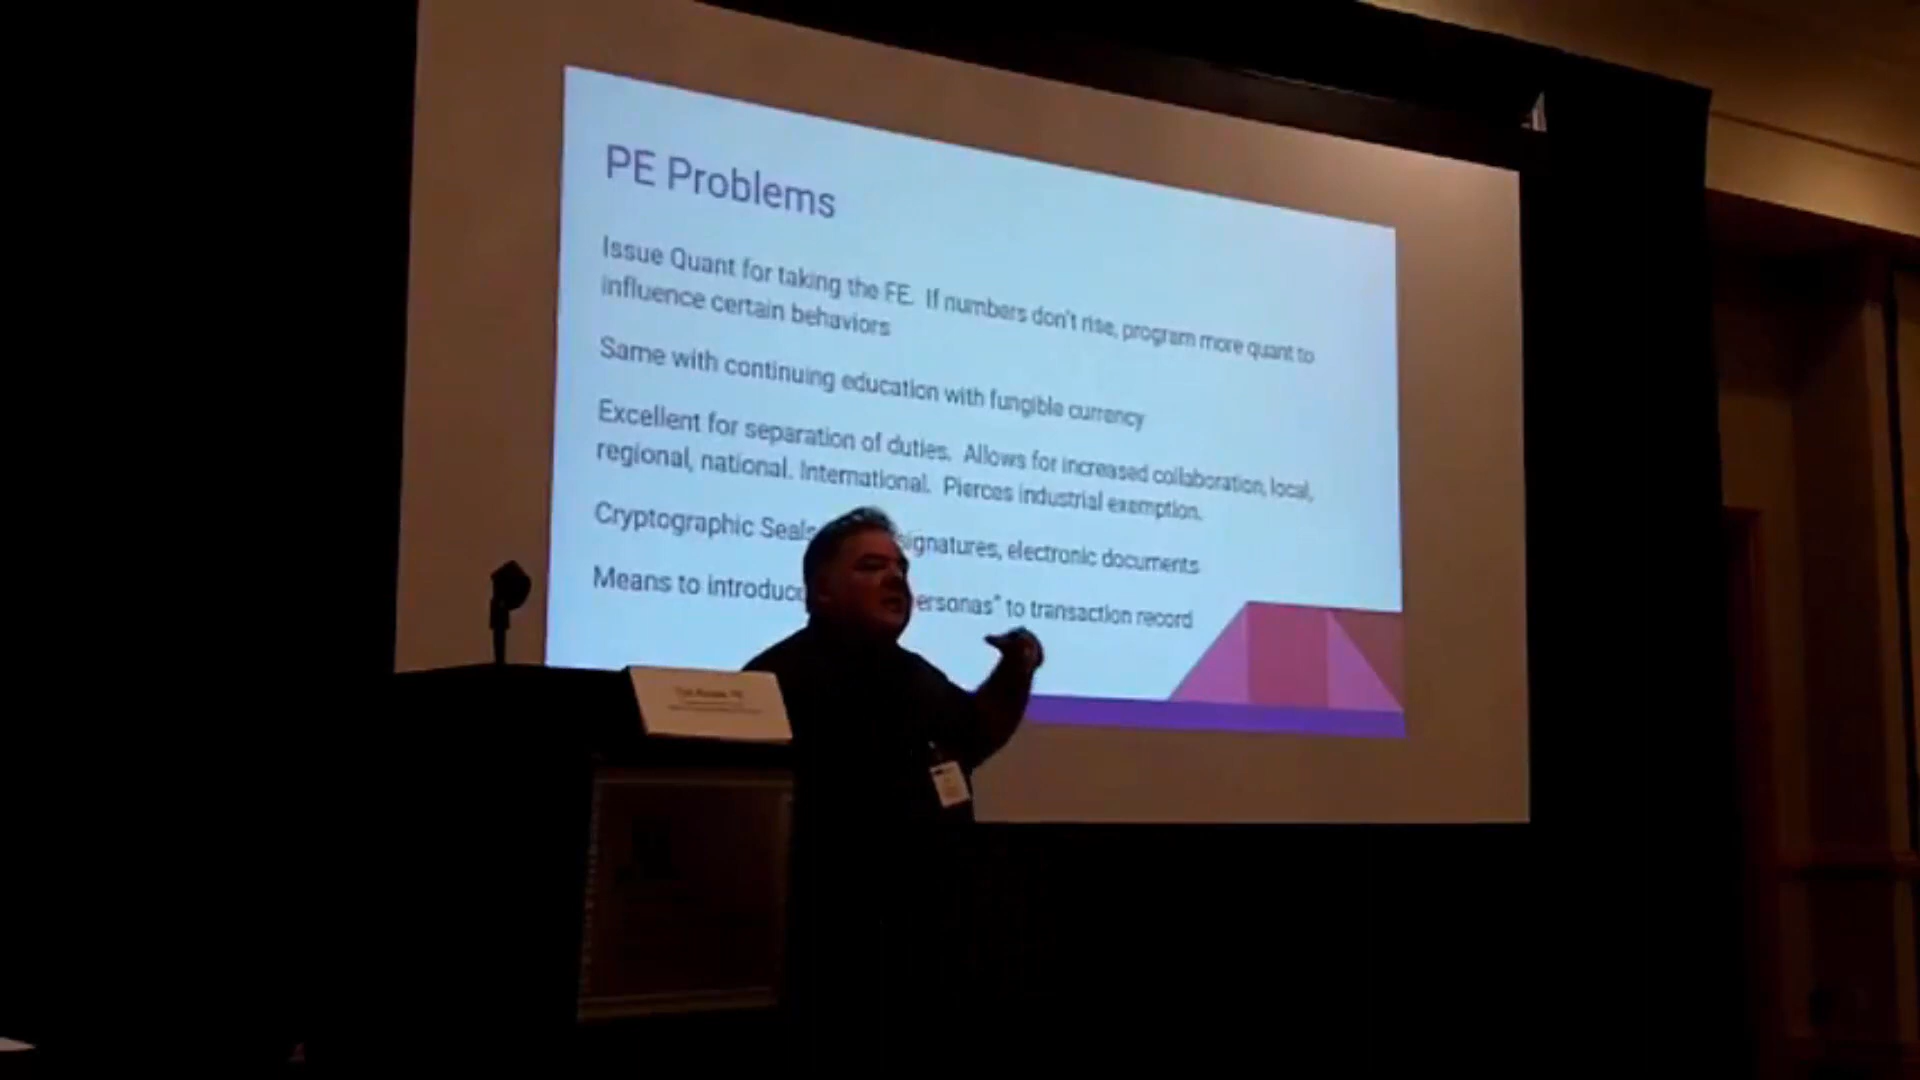 PE Problems
Issue Quant for taking the FE. If numbers don't rise, program more quant to
influence certain behaviors
Same with continuing education with fungible currency
Excellent for separation of duties. Allows for increased collaboration, local,
regional, national. International. Pierces industrial exemption.
Cryptographic Seals signatures, electronic documents
Means to introduce to transaction record